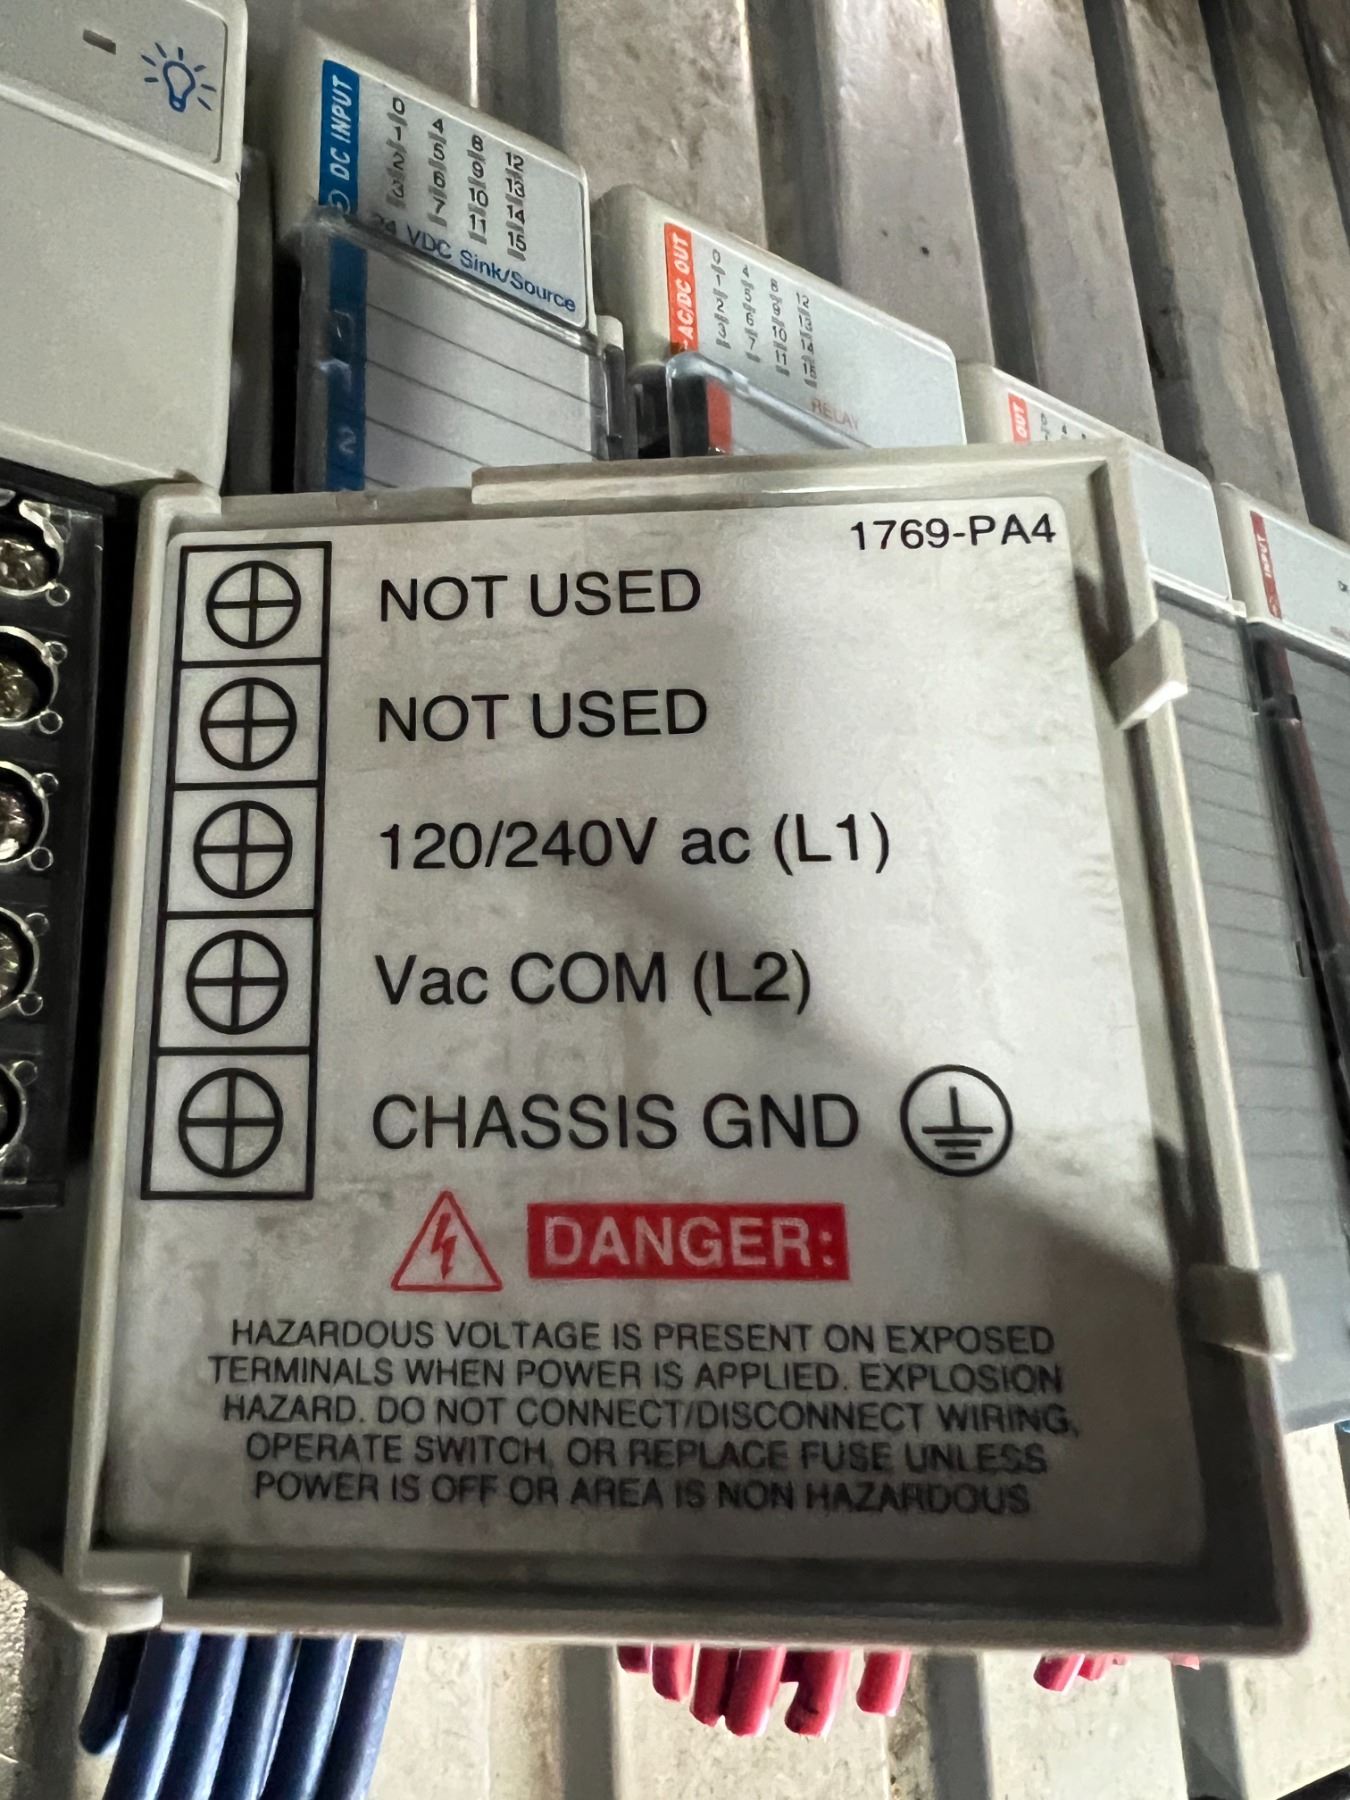 DC INPUT
0 4 8 12
1 5 9 13
2 6 10 14
3 7 11 15
24 VDC Sink/Source
1
2
AC/DC OUT
0 4 8 12
1 5 9 13
2 6 10 14
3 7 11 15
RELAY
OUT
INPUT
1769-PA4
NOT USED
NOT USED
120/240V ac (L1)
Vac COM (L2)
CHASSIS GND
DANGER:
HAZARDOUS VOLTAGE IS PRESENT ON EXPOSED
TERMINALS WHEN POWER IS APPLIED. EXPLOSION
HAZARD. DO NOT CONNECT/DISCONNECT WIRING,
OPERATE SWITCH, OR REPLACE FUSE UNLESS
POWER IS OFF OR AREA IS NON HAZARDOUS